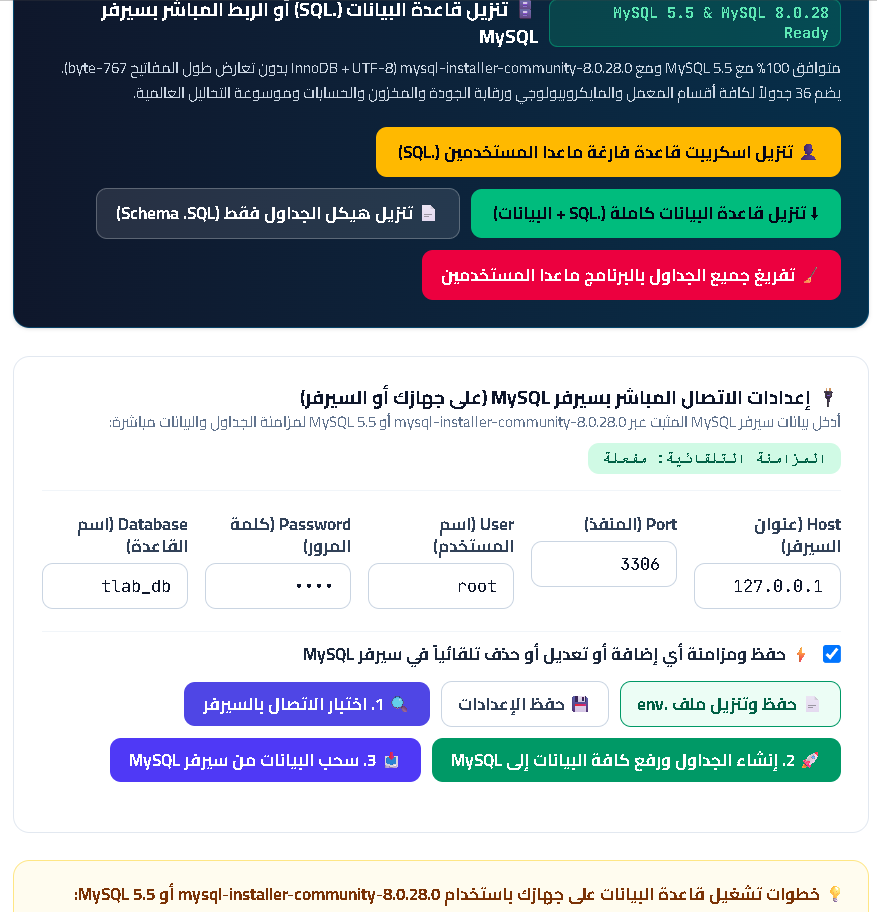 MySQL 5.5 & MySQL 8.0.28
Ready
تنزيل قاعدة البيانات (.SQL) أو الربط المباشر بسيرفر
MySQL
متوافق 100% مع MySQL 5.5 ومع mysql-installer-community-8.0.28.0 (InnoDB + UTF-8 بدون تعارض طول المفاتيح 767-byte).
يضم 36 جدولاً لكافة أقسام المعمل والمايكروبيولوجي ورقابة الجودة والمخزون والحسابات وموسوعة التحاليل العالمية.
👤 تنزيل اسكريبت قاعدة فارغة ماعدا المستخدمين (.SQL)
⬇ تنزيل قاعدة البيانات كاملة (.SQL + البيانات)
📄 تنزيل هيكل الجداول فقط (Schema .SQL)
🧹 تفريغ جميع الجداول بالبرنامج ماعدا المستخدمين
🔌 إعدادات الاتصال المباشر بسيرفر MySQL (على جهازك أو السيرفر)
أدخل بيانات سيرفر MySQL المثبت عبر mysql-installer-community-8.0.28.0 أو MySQL 5.5 لمزامنة الجداول والبيانات مباشرة:
المزامنة التلقائية: مفعلة
Host (عنوان السيرفر)
127.0.0.1
Port (المنفذ)
3306
User (اسم المستخدم)
root
Password (كلمة المرور)
••••
Database (اسم القاعدة)
tlab_db
⚡ حفظ ومزامنة أي إضافة أو تعديل أو حذف تلقائياً في سيرفر MySQL
📄 حفظ وتنزيل ملف .env
💾 حفظ الإعدادات
🔍 1. اختبار الاتصال بالسيرفر
🚀 2. إنشاء الجداول ورفع كافة البيانات إلى MySQL
📥 3. سحب البيانات من سيرفر MySQL
💡 خطوات تشغيل قاعدة البيانات على جهازك باستخدام mysql-installer-community-8.0.28.0 أو MySQL 5.5: